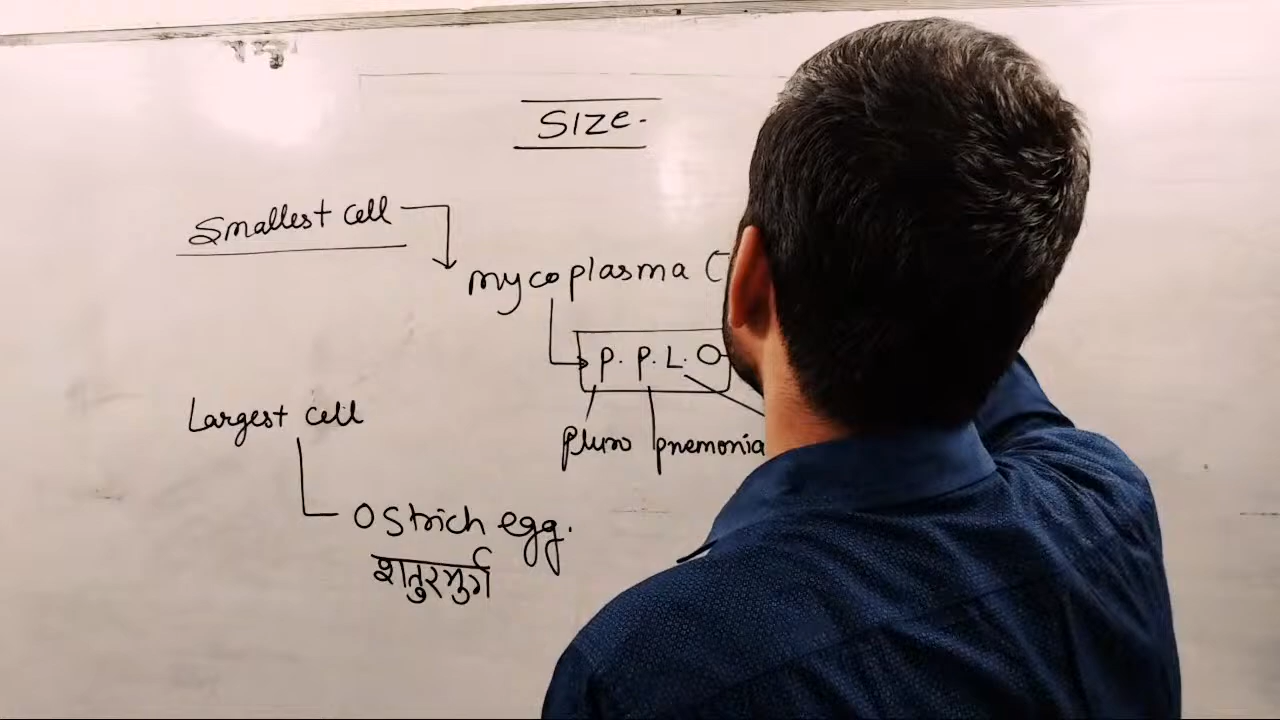 Size.
Smallest cell
mycoplasma (
P. P. L. O
pluro pnemonia
Largest cell
Ostrich egg.
शतुरमुर्ग